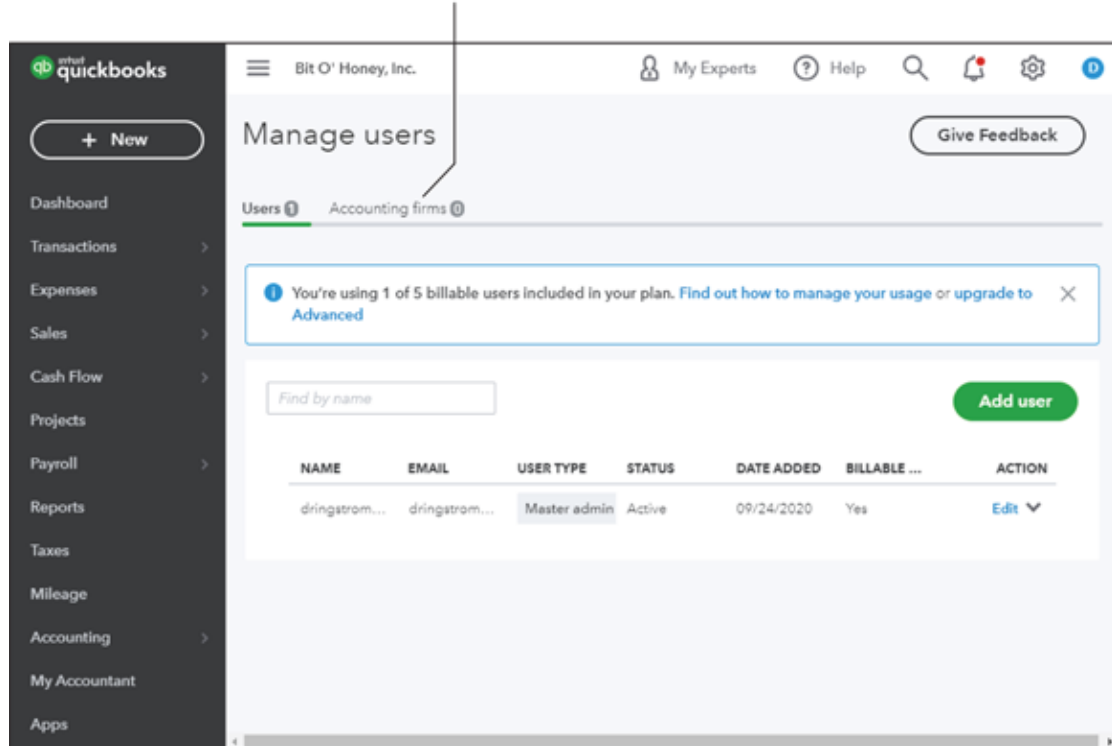 intuit
quickbooks
Bit O' Honey, Inc.
My Experts
Help
D
+ New
Manage users
Give Feedback
Dashboard
Transactions
Expenses
Sales
Cash Flow
Projects
Payroll
Reports
Taxes
Mileage
Accounting
My Accountant
Apps
Users 1 Accounting firms 0
You're using 1 of 5 billable users included in your plan. Find out how to manage your usage or upgrade to
Advanced
Find by name
Add user
NAME EMAIL USER TYPE STATUS DATE ADDED BILLABLE ... ACTION
dringstrom... dringstrom... Master admin Active 09/24/2020 Yes Edit